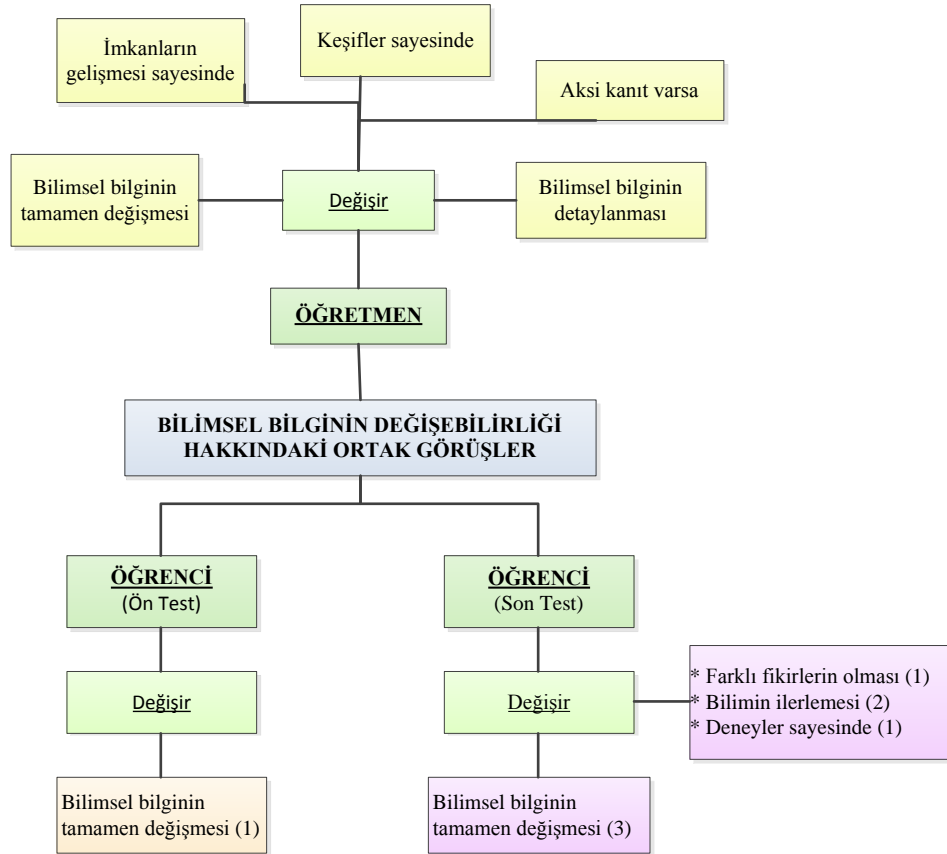 İmkanların
gelişmesi sayesinde
Keşifler sayesinde
Aksi kanıt varsa
Bilimsel bilginin
tamamen değişmesi
Değişir
Bilimsel bilginin
detaylanması
ÖĞRETMEN
BİLİMSEL BİLGİNİN DEĞİŞEBİLİRLİĞİ
HAKKINDAKİ ORTAK GÖRÜŞLER
ÖĞRENCİ
(Ön Test)
ÖĞRENCİ
(Son Test)
Değişir
Değişir
* Farklı fikirlerin olması (1)
* Bilimin ilerlemesi (2)
* Deneyler sayesinde (1)
Bilimsel bilginin
tamamen değişmesi (1)
Bilimsel bilginin
tamamen değişmesi (3)